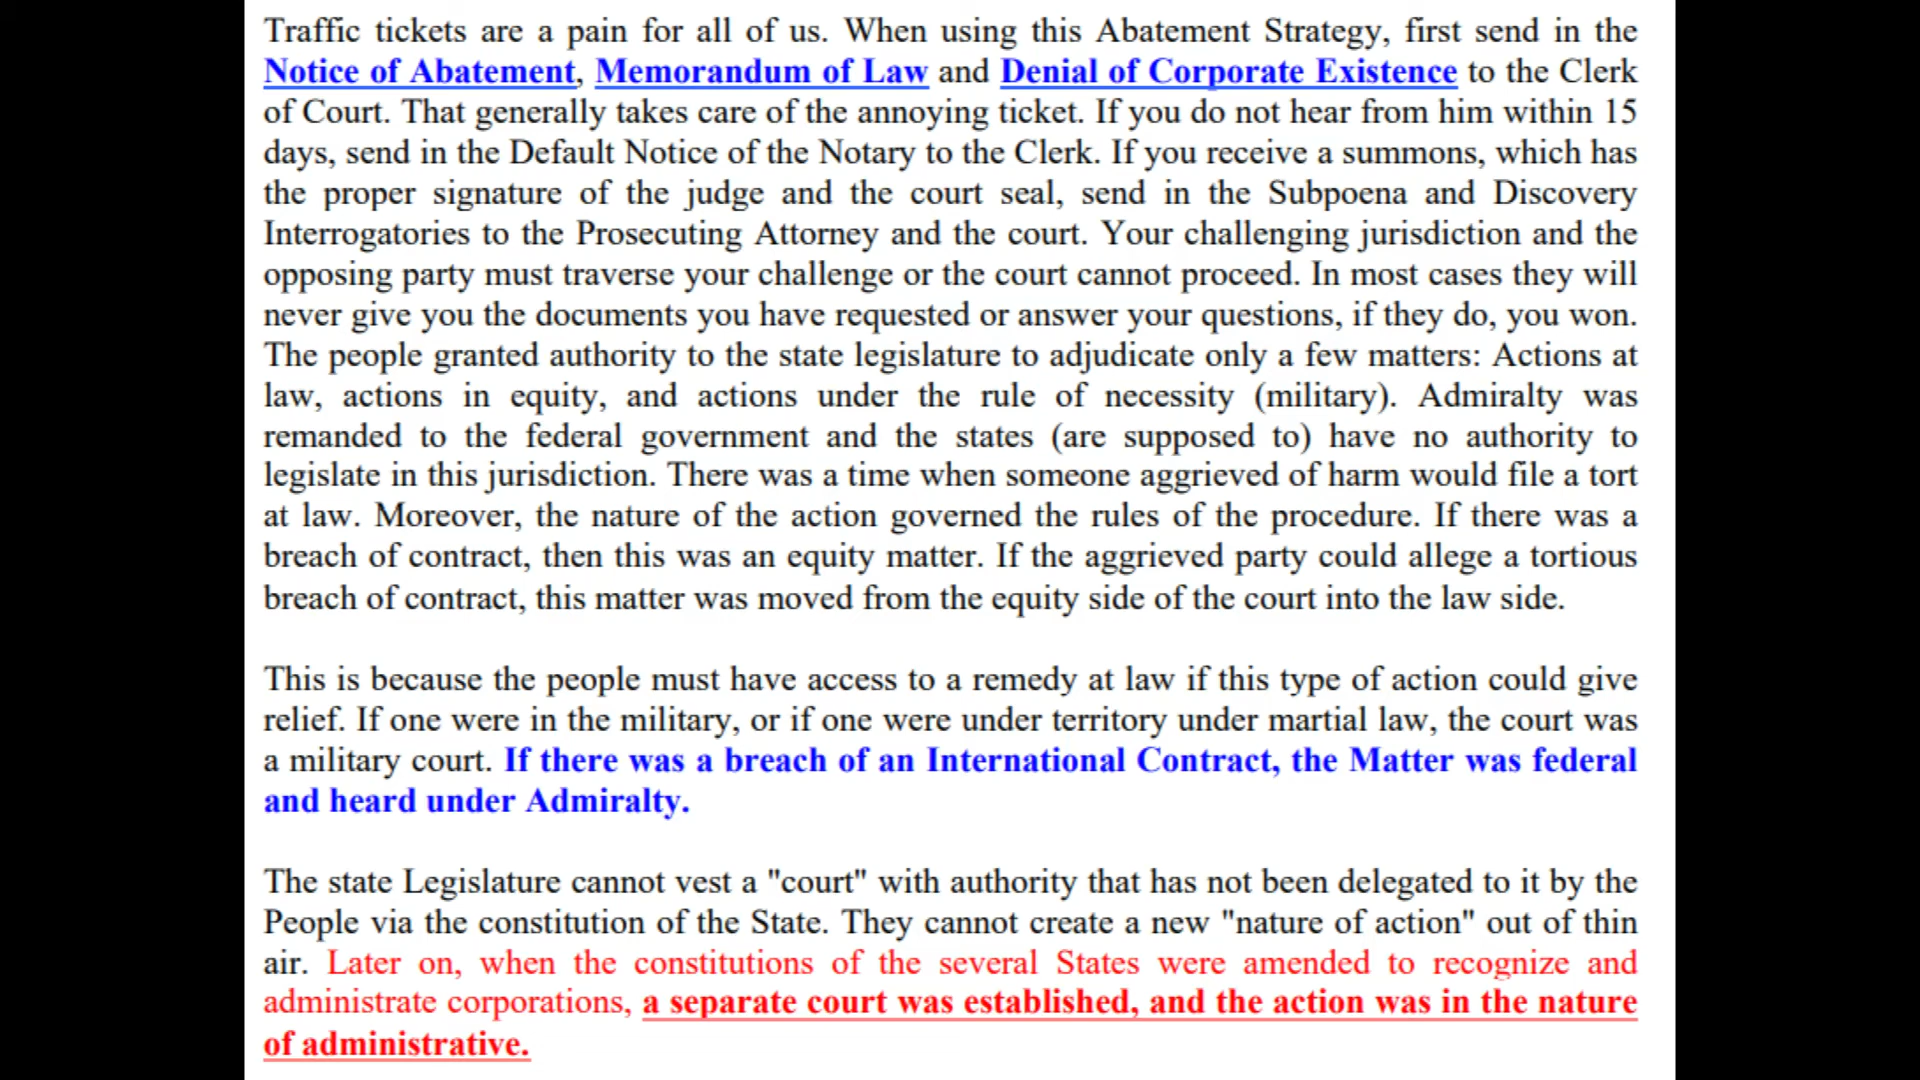 Traffic tickets are a pain for all of us. When using this Abatement Strategy, first send in the
Notice of Abatement, Memorandum of Law and Denial of Corporate Existence to the Clerk
of Court. That generally takes care of the annoying ticket. If you do not hear from him within 15
days, send in the Default Notice of the Notary to the Clerk. If you receive a summons, which has
the proper signature of the judge and the court seal, send in the Subpoena and Discovery
Interrogatories to the Prosecuting Attorney and the court. Your challenging jurisdiction and the
opposing party must traverse your challenge or the court cannot proceed. In most cases they will
never give you the documents you have requested or answer your questions, if they do, you won.
The people granted authority to the state legislature to adjudicate only a few matters: Actions at
law, actions in equity, and actions under the rule of necessity (military). Admiralty was
remanded to the federal government and the states (are supposed to) have no authority to
legislate in this jurisdiction. There was a time when someone aggrieved of harm would file a tort
at law. Moreover, the nature of the action governed the rules of the procedure. If there was a
breach of contract, then this was an equity matter. If the aggrieved party could allege a tortious
breach of contract, this matter was moved from the equity side of the court into the law side.
This is because the people must have access to a remedy at law if this type of action could give
relief. If one were in the military, or if one were under territory under martial law, the court was
a military court. If there was a breach of an International Contract, the Matter was federal
and heard under Admiralty.
The state Legislature cannot vest a "court" with authority that has not been delegated to it by the
People via the constitution of the State. They cannot create a new "nature of action" out of thin
air. Later on, when the constitutions of the several States were amended to recognize and
administrate corporations, a separate court was established, and the action was in the nature
of administrative.